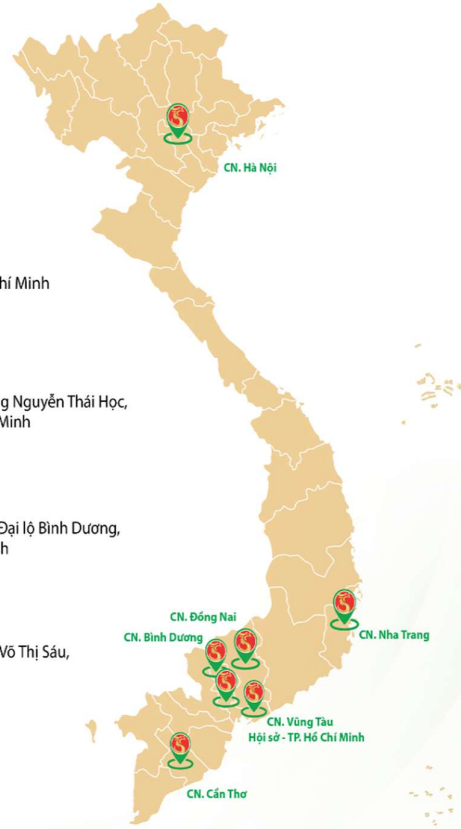 CN. Hà Nội
hí Minh
g Nguyễn Thái Học,
Minh
Đại lộ Bình Dương,
h
CN. Đồng Nai
CN. Bình Dương
CN. Nha Trang
Võ Thị Sáu,
CN. Vũng Tàu
Hội sở - TP. Hồ Chí Minh
CN. Cần Thơ